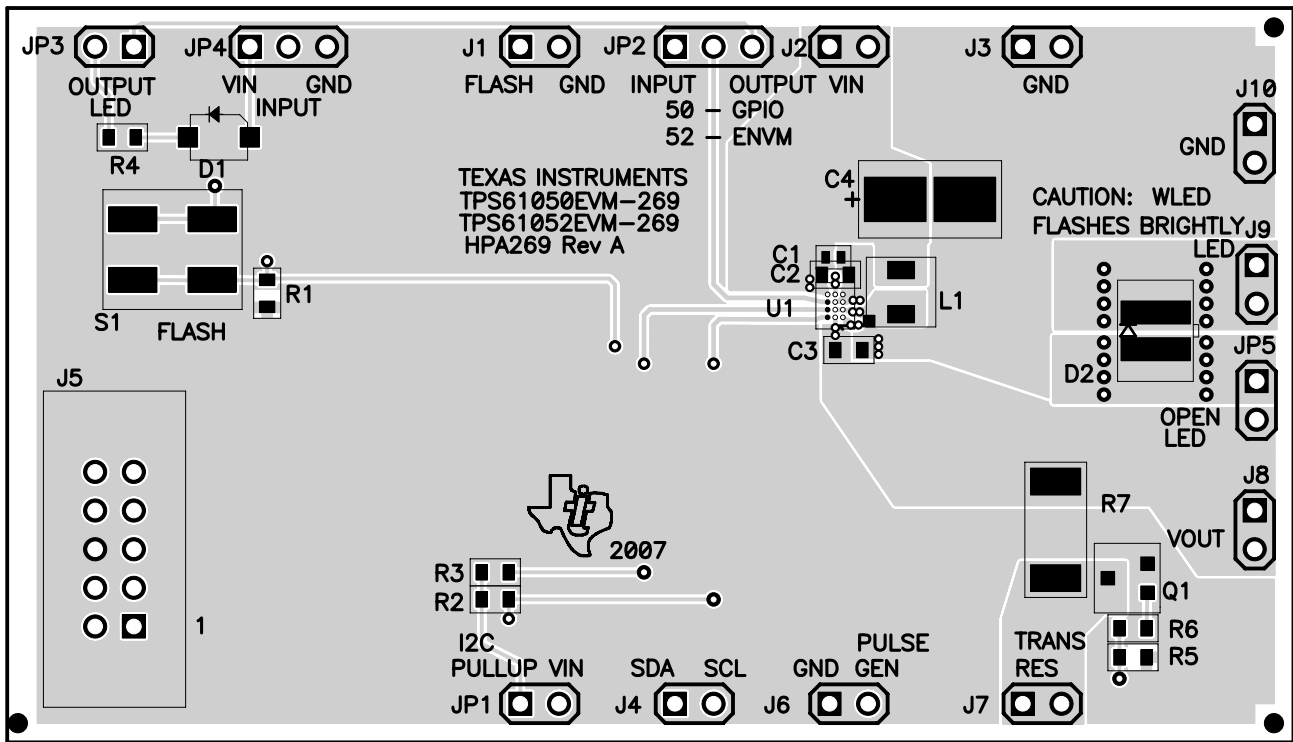 JP3
JP4
J1
JP2
J2
J3
OUTPUT
LED
VIN
GND
INPUT
FLASH
GND
INPUT
OUTPUT
VIN
GND
50 - GPIO
52 - ENVM
J10
GND
R4
D1
TEXAS INSTRUMENTS
TPS61050EVM-269
TPS61052EVM-269
HPA269 Rev A
C4
+
CAUTION: WLED
FLASHES BRIGHTLY
J9
LED
C1
C2
U1
L1
S1
R1
FLASH
C3
D2
JP5
OPEN
LED
J5
1
2007
R7
J8
VOUT
R3
R2
Q1
R6
R5
I2C
PULLUP
VIN
JP1
SDA
SCL
J4
GND
PULSE
GEN
J6
TRANS
RES
J7